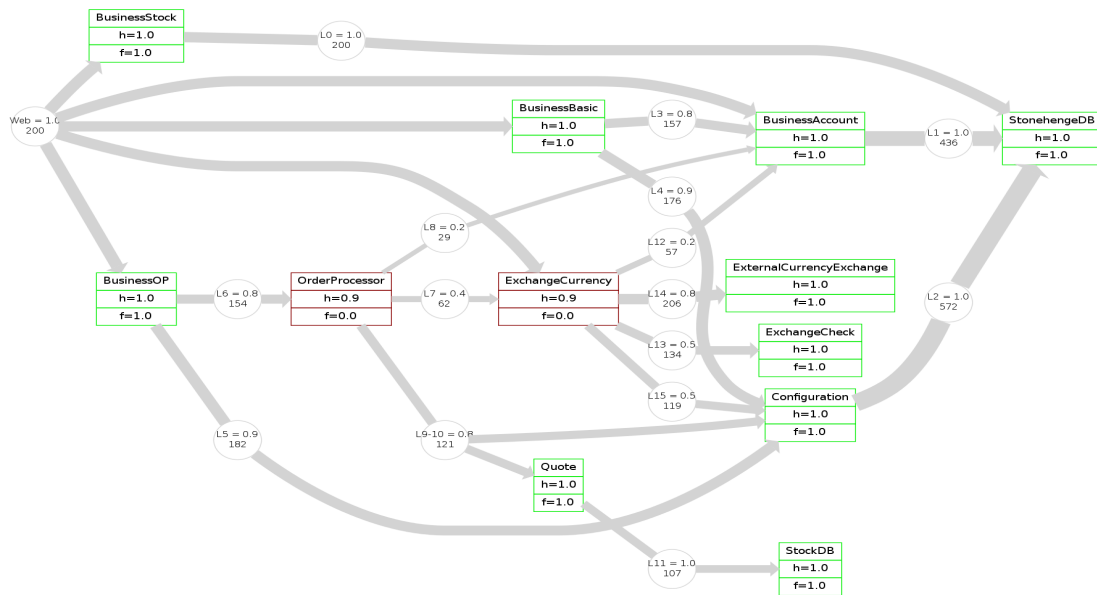 BusinessStock
h=1.0
f=1.0
L0 = 1.0
200
Web = 1.0
200
BusinessBasic
h=1.0
f=1.0
L3 = 0.8
157
BusinessAccount
h=1.0
f=1.0
L1 = 1.0
436
StonehengeDB
h=1.0
f=1.0
L4 = 0.9
176
L8 = 0.2
29
L12 = 0.2
57
BusinessOP
h=1.0
f=1.0
L6 = 0.8
154
OrderProcessor
h=0.9
f=0.0
L7 = 0.4
62
ExchangeCurrency
h=0.9
f=0.0
L14 = 0.8
206
ExternalCurrencyExchange
h=1.0
f=1.0
L2 = 1.0
572
L13 = 0.5
134
ExchangeCheck
h=1.0
f=1.0
L15 = 0.5
119
Configuration
h=1.0
f=1.0
L5 = 0.9
182
L9-10 = 0.8
121
Quote
h=1.0
f=1.0
L11 = 1.0
107
StockDB
h=1.0
f=1.0